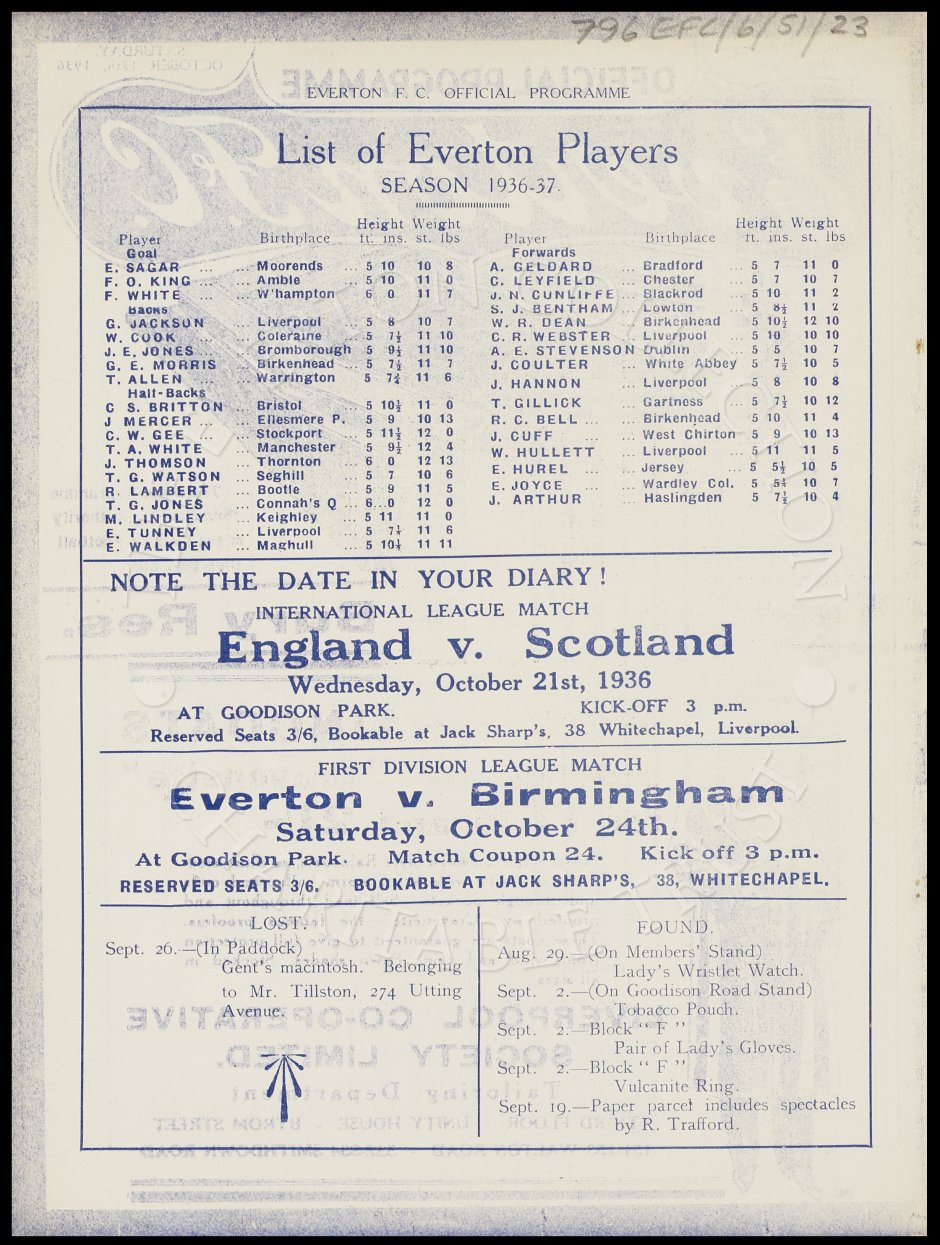 796 EFC/6/51/23
EVERTON F. C. OFFICIAL PROGRAMME
List of Everton Players
SEASON 1936-37.
Height Weight
Player Birthplace ft. ins. st. lbs
Goal
E. SAGAR ... ... Moorends ... 5 10 10 8
F. O. KING ... ... Amble ... 5 10 11 0
F. WHITE ... ... W'hampton ... 6 0 11 7
Backs
G. JACKSON ... Liverpool ... 5 8 10 7
W. COOK ... ... Coleraine ... 5 7½ 11 10
J. E. JONES ... ... Bromborough 5 9½ 11 10
G. E. MORRIS ... Birkenhead ... 5 7½ 11 7
T. ALLEN ... ... Warrington ... 5 7¾ 11 6
Half-Backs
C S. BRITTON ... Bristol ... 5 10½ 11 0
J MERCER ... ... Ellesmere P. ... 5 9 10 13
C. W. GEE ... ... Stockport ... 5 11½ 12 0
T. A. WHITE ... Manchester ... 5 9½ 12 4
J. THOMSON ... Thornton ... 6 0 12 13
T. G. WATSON ... Seghill ... 5 7 10 6
R. LAMBERT ... Bootle ... 5 9 11 5
T. G. JONES ... Connah's Q ... 6...0 12 0
M. LINDLEY ... Keighley ... 5 11 11 0
E. TUNNEY ... Liverpool ... 5 7½ 11 6
E. WALKDEN ... Maghull ... 5 10½ 11 11
Height Weight
Player Birthplace ft. ins. st. lbs
Forwards
A. GELDARD ... Bradford ... 5 7 11 0
C. LEYFIELD ... Chester ... 5 7 10 7
J. N. CUNLIFFE ... Blackrod ... 5 10 11 2
S. J. BENTHAM ... Lowton ... 5 8½ 11 2
W. R. DEAN ... Birkenhead ... 5 10½ 12 10
C. R. WEBSTER ... Liverpool ... 5 10 10 10
A. E. STEVENSON Dublin ... 5 5 10 7
J. COULTER ... White Abbey 5 7½ 10 5
J. HANNON ... Liverpool ... 5 8 10 8
T. GILLICK ... Gartness ... 5 7½ 10 12
R. C. BELL ... ... Birkenhead ... 5 10 11 4
J. CUFF ... ... West Chirton 5 9 10 13
W. HULLETT ... Liverpool ... 5 11 11 5
E. HUREL ... ... Jersey ... 5 5½ 10 5
E. JOYCE ... ... Wardley Col. ... 5 5½ 10 7
J. ARTHUR ... Haslingden ... 5 7½ 10 4
NOTE THE DATE IN YOUR DIARY!
INTERNATIONAL LEAGUE MATCH
England v. Scotland
Wednesday, October 21st, 1936
AT GOODISON PARK. KICK-OFF 3 p.m.
Reserved Seats 3/6, Bookable at Jack Sharp's, 38 Whitechapel, Liverpool.
FIRST DIVISION LEAGUE MATCH
Everton v. Birmingham
Saturday, October 24th.
At Goodison Park. Match Coupon 24. Kick off 3 p.m.
RESERVED SEATS 3/6. BOOKABLE AT JACK SHARP'S, 38, WHITECHAPEL.
LOST.
Sept. 26.—(In Paddock)
Gent's macintosh. Belonging
to Mr. Tillston, 274 Utting
Avenue.
FOUND.
Aug. 29.—(On Members' Stand)
Lady's Wristlet Watch.
Sept. 2.—(On Goodison Road Stand)
Tobacco Pouch.
Sept. 2.—Block "F"
Pair of Lady's Gloves.
Sept. 2.—Block "F"
Vulcanite Ring.
Sept. 19.—Paper parcel includes spectacles
by R. Trafford.